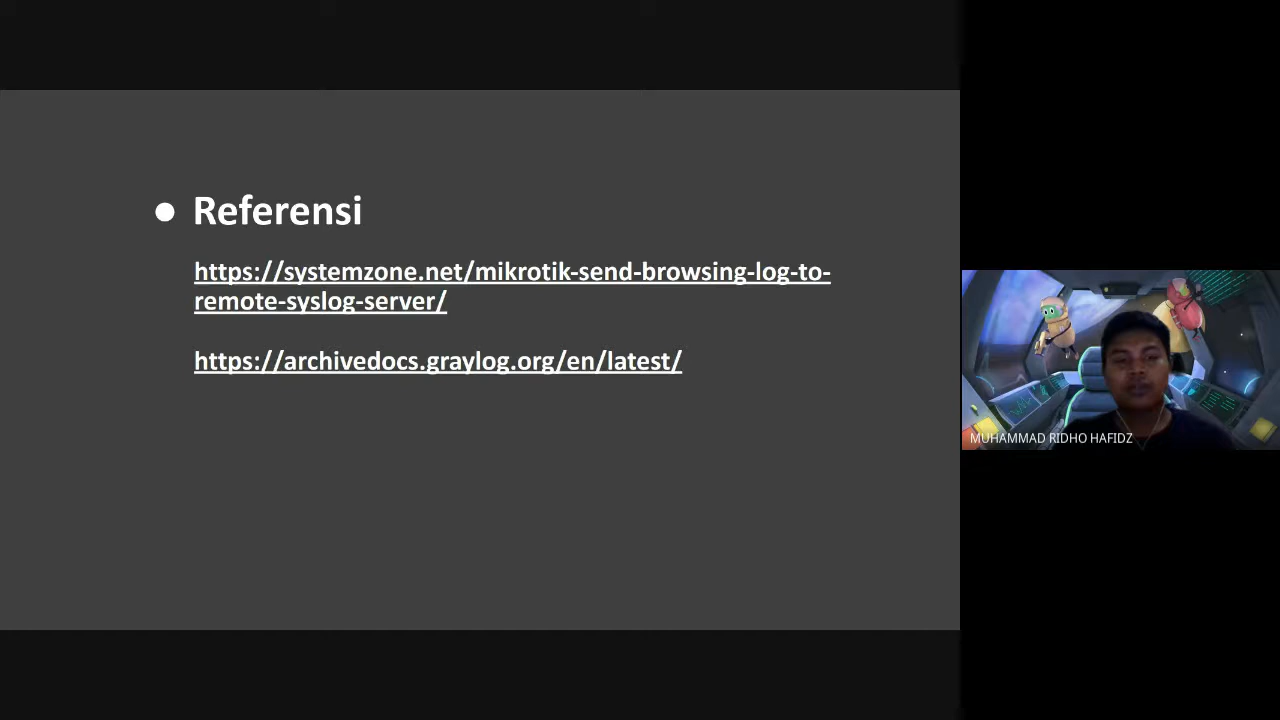 ● Referensi
https://systemzone.net/mikrotik-send-browsing-log-to-
remote-syslog-server/
https://archivedocs.graylog.org/en/latest/
MUHAMMAD RIDHO HAFIDZ